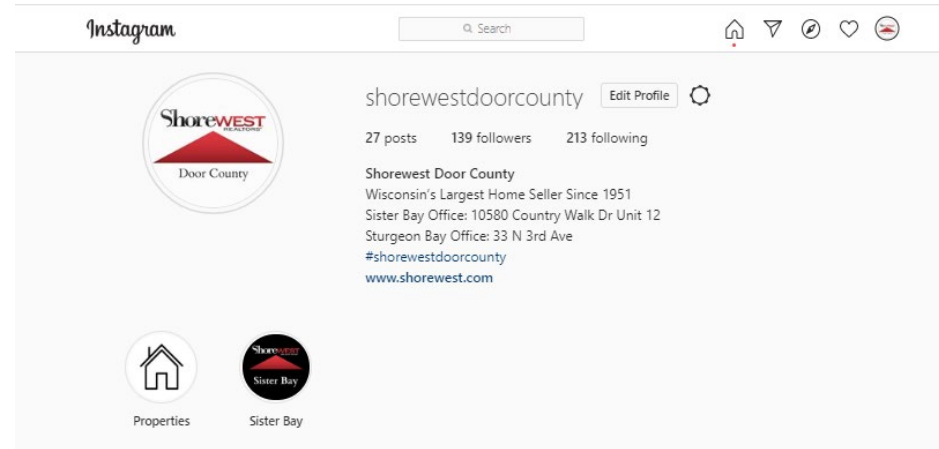 Instagram
Search
shorewestdoorcounty Edit Profile
27 posts 139 followers 213 following
Shorewest Door County
Wisconsin's Largest Home Seller Since 1951
Sister Bay Office: 10580 Country Walk Dr Unit 12
Sturgeon Bay Office: 33 N 3rd Ave
#shorewestdoorcounty
www.shorewest.com
ShoreWEST
REALTORS®
Door County
ShoreWEST
Sister Bay
Properties Sister Bay